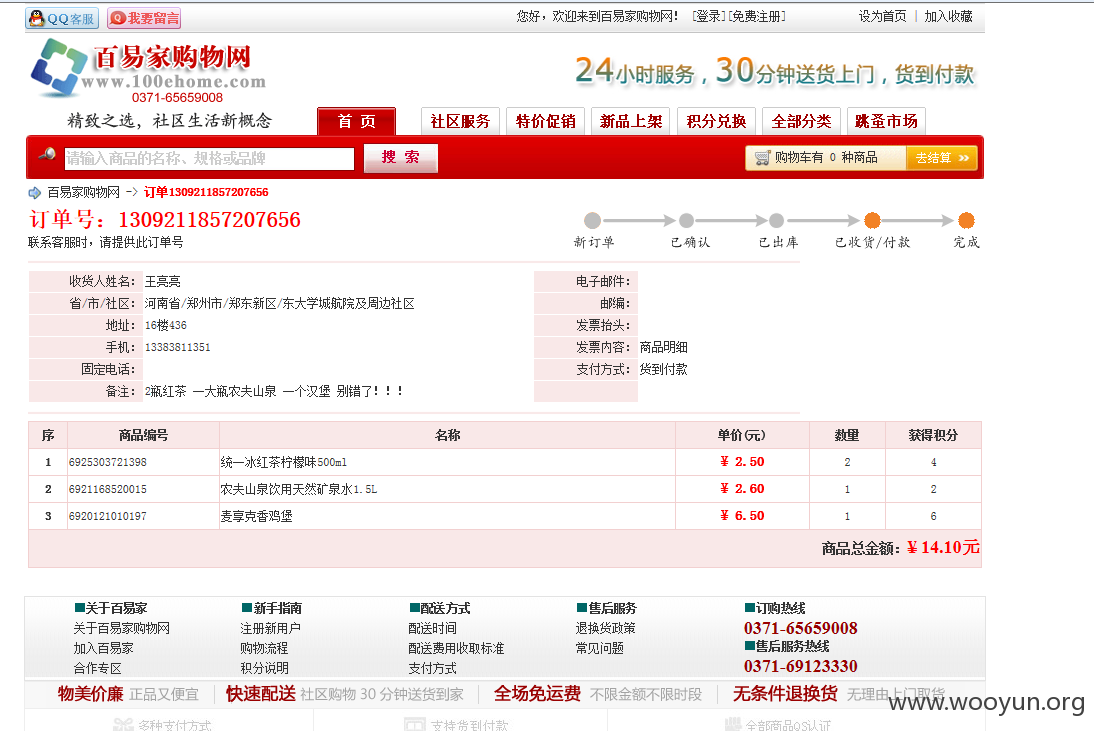 QQ客服 我要留言 您好，欢迎来到百易家购物网！ [登录][免费注册] 设为首页 | 加入收藏
百易家购物网
www.100ehome.com
0371-65659008
精致之选，社区生活新概念
24小时服务，30分钟送货上门，货到付款
首 页 社区服务 特价促销 新品上架 积分兑换 全部分类 跳蚤市场
请输入商品的名称、规格或品牌 搜 索 购物车有 0 种商品 去结算 »
百易家购物网 -> 订单1309211857207656
订单号：1309211857207656
联系客服时，请提供此订单号
新订单 已确认 已出库 已收货/付款 完成
收货人姓名：王亮亮 电子邮件：
省/市/社区：河南省/郑州市/郑东新区/东大学城航院及周边社区 邮编：
地址：16楼436 发票抬头：
手机：13383811351 发票内容：商品明细
固定电话： 支付方式：货到付款
备注：2瓶红茶 一大瓶农夫山泉 一个汉堡 别错了！！！
序 商品编号 名称 单价(元) 数量 获得积分
1 6925303721398 统一冰红茶柠檬味500ml ¥ 2.50 2 4
2 6921168520015 农夫山泉饮用天然矿泉水1.5L ¥ 2.60 1 2
3 6920121010197 麦享克香鸡堡 ¥ 6.50 1 6
商品总金额：¥14.10元
■关于百易家 ■新手指南 ■配送方式 ■售后服务 ■订购热线
关于百易家购物网 注册新用户 配送时间 退换货政策 0371-65659008
加入百易家 购物流程 配送费用收取标准 常见问题 ■售后服务热线
合作专区 积分说明 支付方式 0371-69123330
物美价廉 正品又便宜 快速配送 社区购物 30 分钟送货到家 全场免运费 不限金额不限时段 无条件退换货 无理由上门取货
www.wooyun.org
多种支付方式 支持货到付款 全部商品QS认证